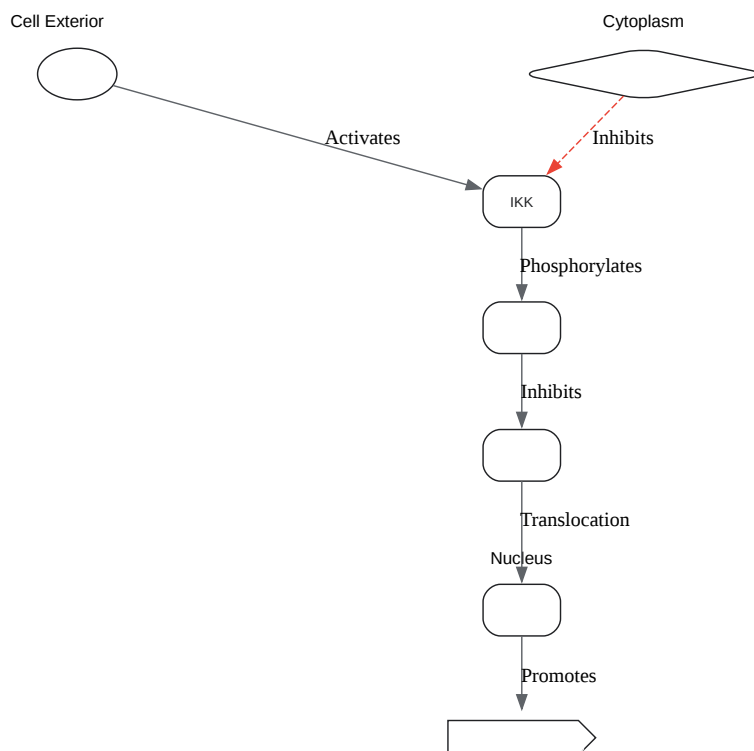 Cell Exterior
Cytoplasm
Activates
Inhibits
IKK
Phosphorylates
Inhibits
Translocation
Nucleus
Promotes